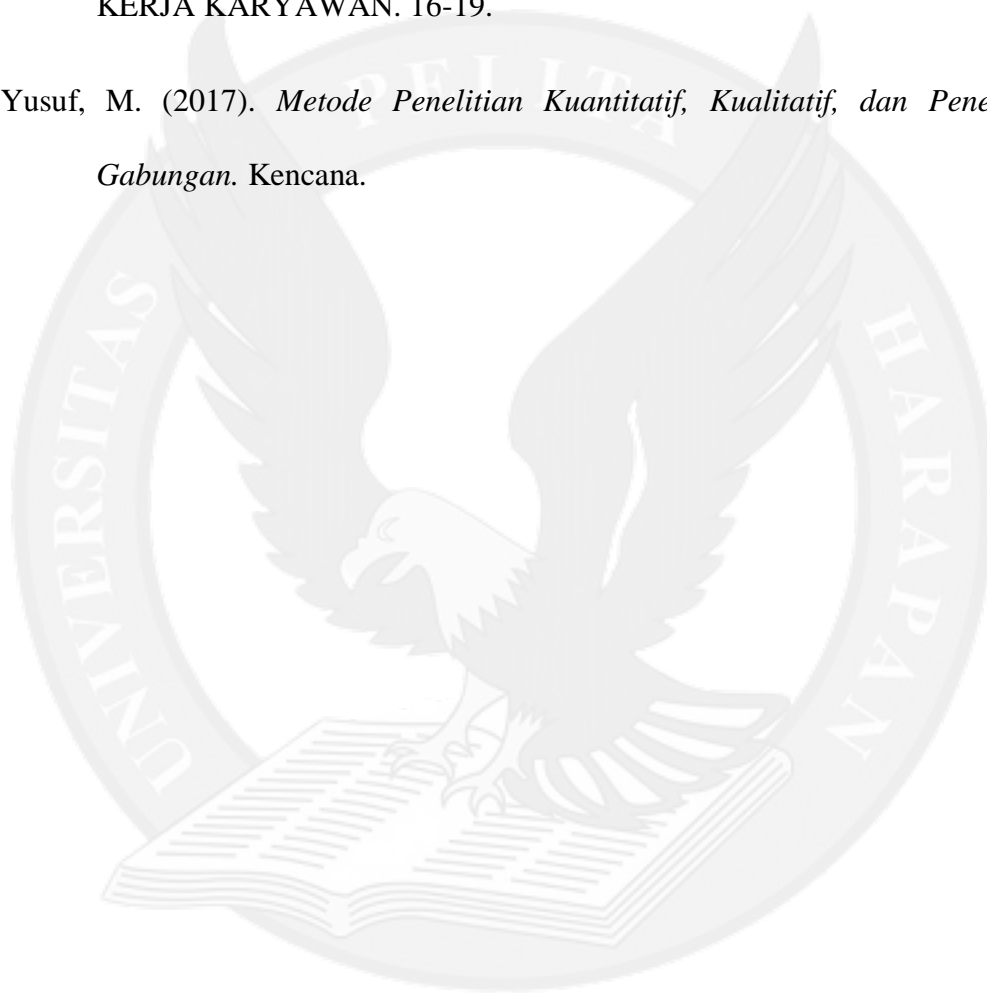 KERJA KARYAWAN. 16-19.
Yusuf, M. (2017). Metode Penelitian Kuantitatif, Kualitatif, dan Pene
Gabungan. Kencana.
UNIVERSITAS PELITA HARAPAN